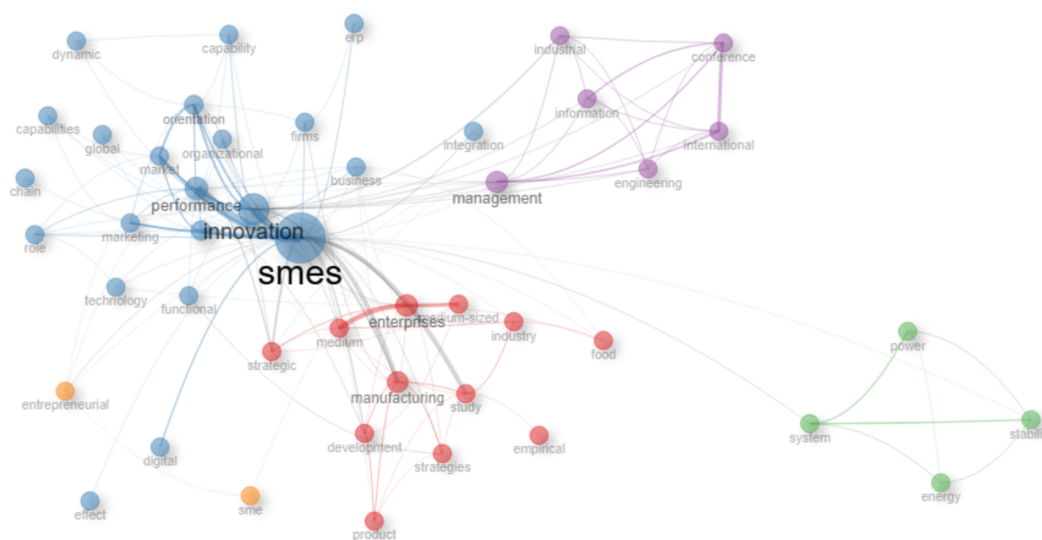 erp
industrial
conference
dynamic
capability
information
capabilities
global
orientation
organizational
firms
integration
international
market
chain
business
engineering
performance
management
role
marketing
innovation
smes
technology
functional
enterprises
medium-sized
medium
industry
food
power
strategic
entrepreneurial
manufacturing
study
system
stabili
development
strategies
empirical
digital
energy
effect
sme
product